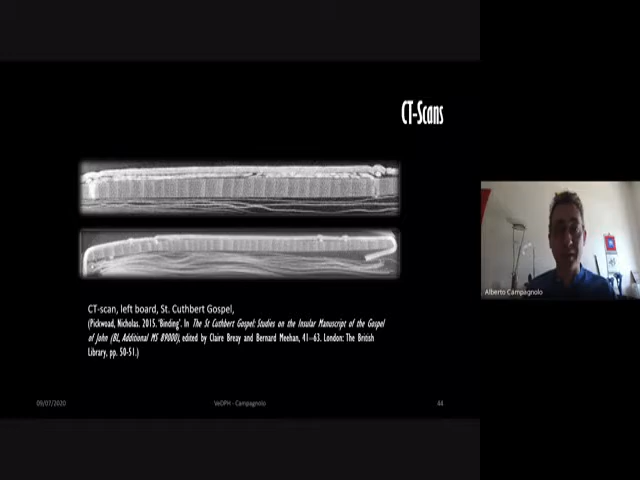 CT-Scans
CT-scan, left board, St. Cuthbert Gospel,
(Pickwoad, Nicholas. 2015. 'Binding'. In The St Cuthbert Gospel: Studies on the Insular Manuscript of the Gospel
of John (BL, Additional MS 89000), edited by Claire Breay and Bernard Meehan, 41–63. London: The British
Library, pp. 50-51.)
09/07/2020
VeDPH - Campagnolo
44
Alberto Campagnolo